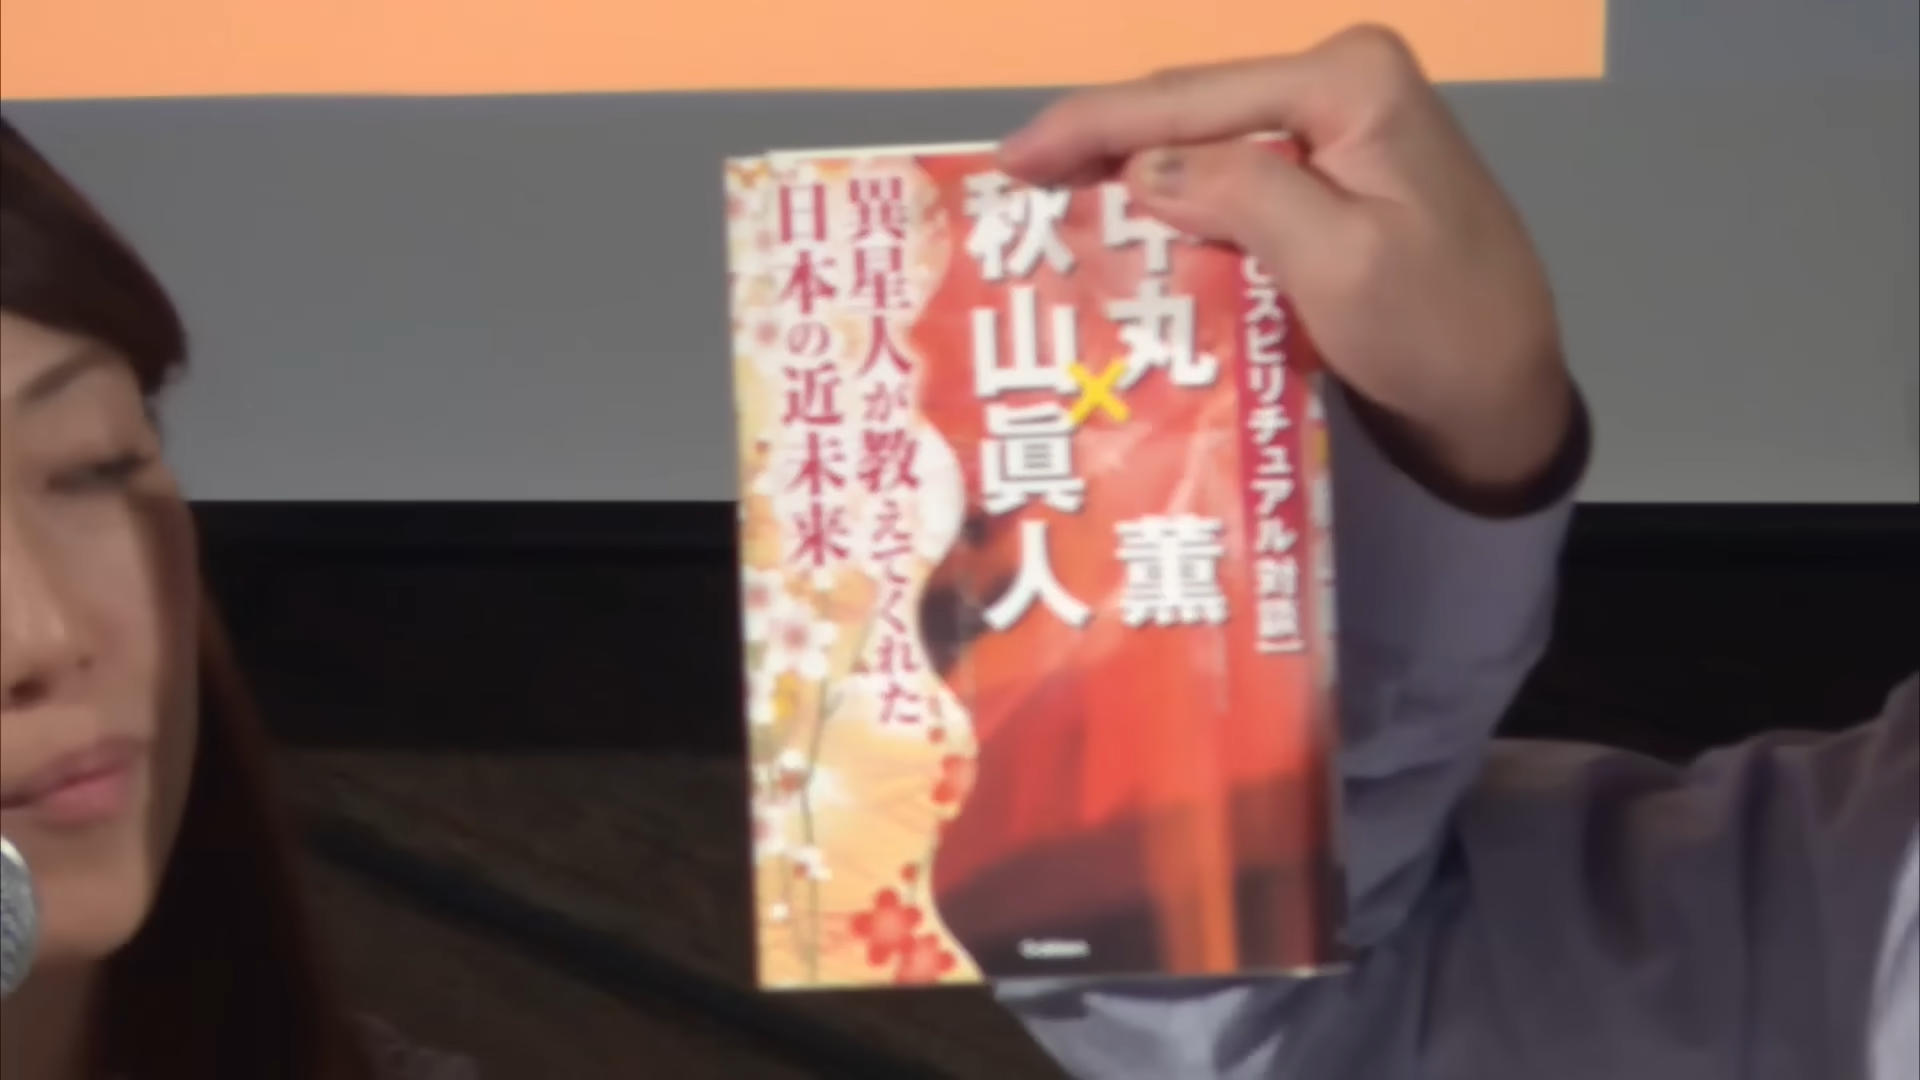 スピリチュアル対談】
中丸 薫
×
秋山眞人
異星人が教えてくれた
日本の近未来